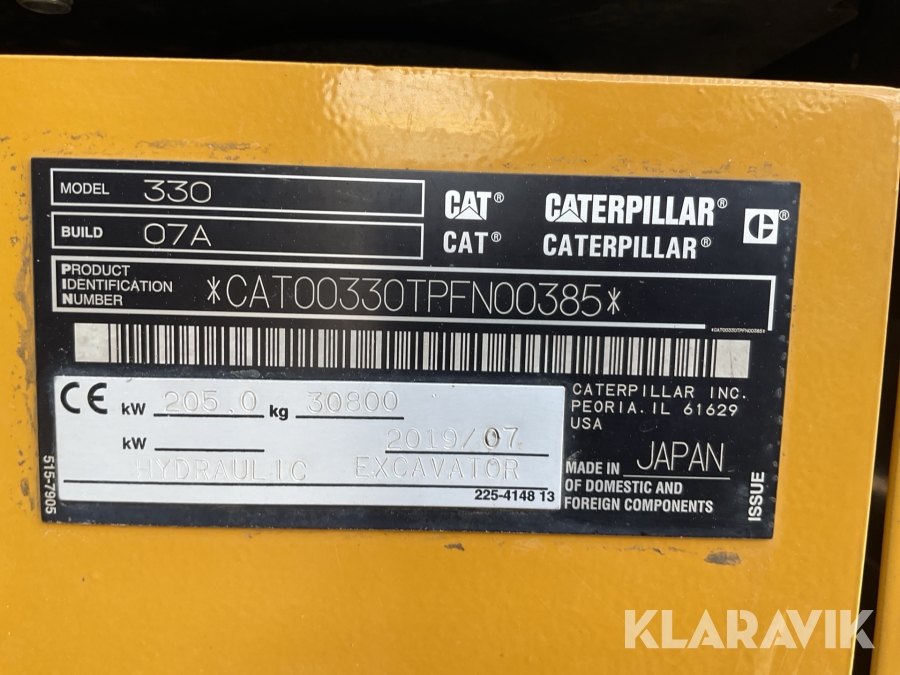 MODEL 330
BUILD 07A
CAT® CATERPILLAR®
CAT® CATERPILLAR®
PRODUCT
IDENTIFICATION
NUMBER
*CAT00330TPFN00385*
*CAT00330TPFN00385*
CE kW 205.0 kg 30800
kW 2019/07
HYDRAULIC EXCAVATOR
225-4148 13
515-7905
CATERPILLAR INC.
PEORIA. IL 61629
USA
MADE IN JAPAN
OF DOMESTIC AND
FOREIGN COMPONENTS
ISSUE
KLARAVIK